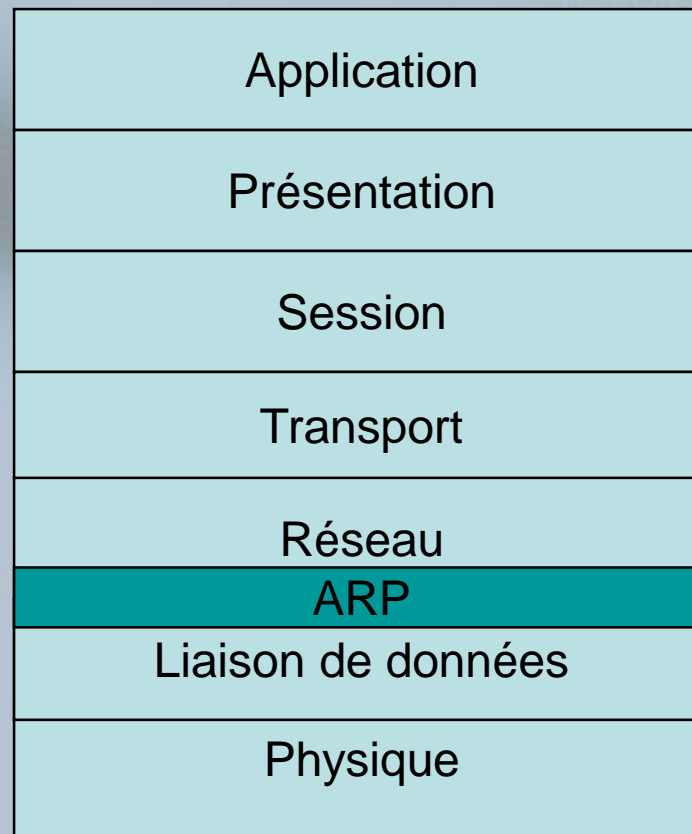 Application
Présentation
Session
Transport
Réseau
ARP
Liaison de données
Physique